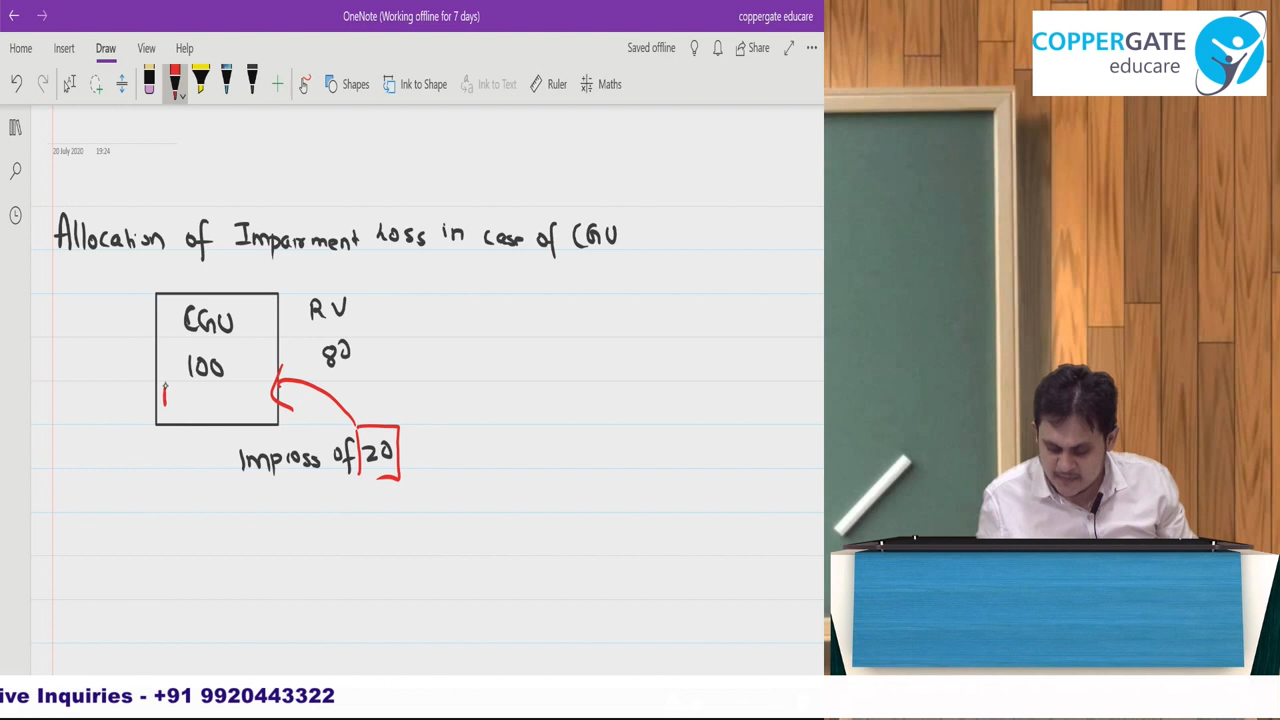 OneNote (Working offline for 7 days)
coppergate educare
Home Insert Draw View Help
Saved offline Share
Shapes Ink to Shape Ink to Text Ruler Maths
COPPERGATE
educare
20 July 2020 19:24
Allocation of Impairment Loss in case of CGU
CGU RV
100 80
Imp loss of 20
ive Inquiries - +91 9920443322